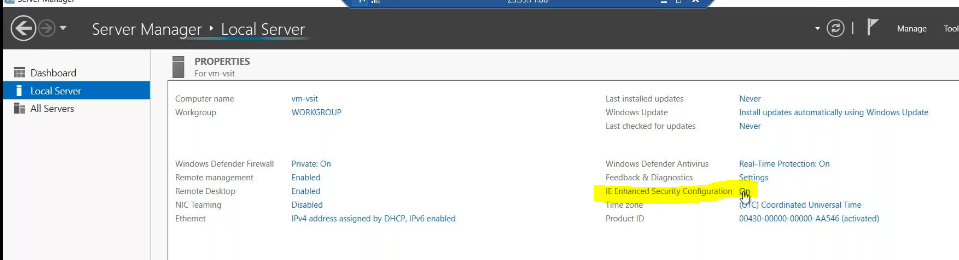 Server Manager
Server Manager • Local Server
Manage
Tool
Dashboard
Local Server
All Servers
PROPERTIES
For vm-vsit
Computer name vm-vsit
Workgroup WORKGROUP
Last installed updates Never
Windows Update Install updates automatically using Windows Update
Last checked for updates Never
Windows Defender Firewall Private: On
Remote management Enabled
Remote Desktop Enabled
NIC Teaming Disabled
Ethernet IPv4 address assigned by DHCP, IPv6 enabled
Windows Defender Antivirus Real-Time Protection: On
Feedback & Diagnostics Settings
IE Enhanced Security Configuration On
Time zone (UTC) Coordinated Universal Time
Product ID 00430-00000-00000-AA546 (activated)